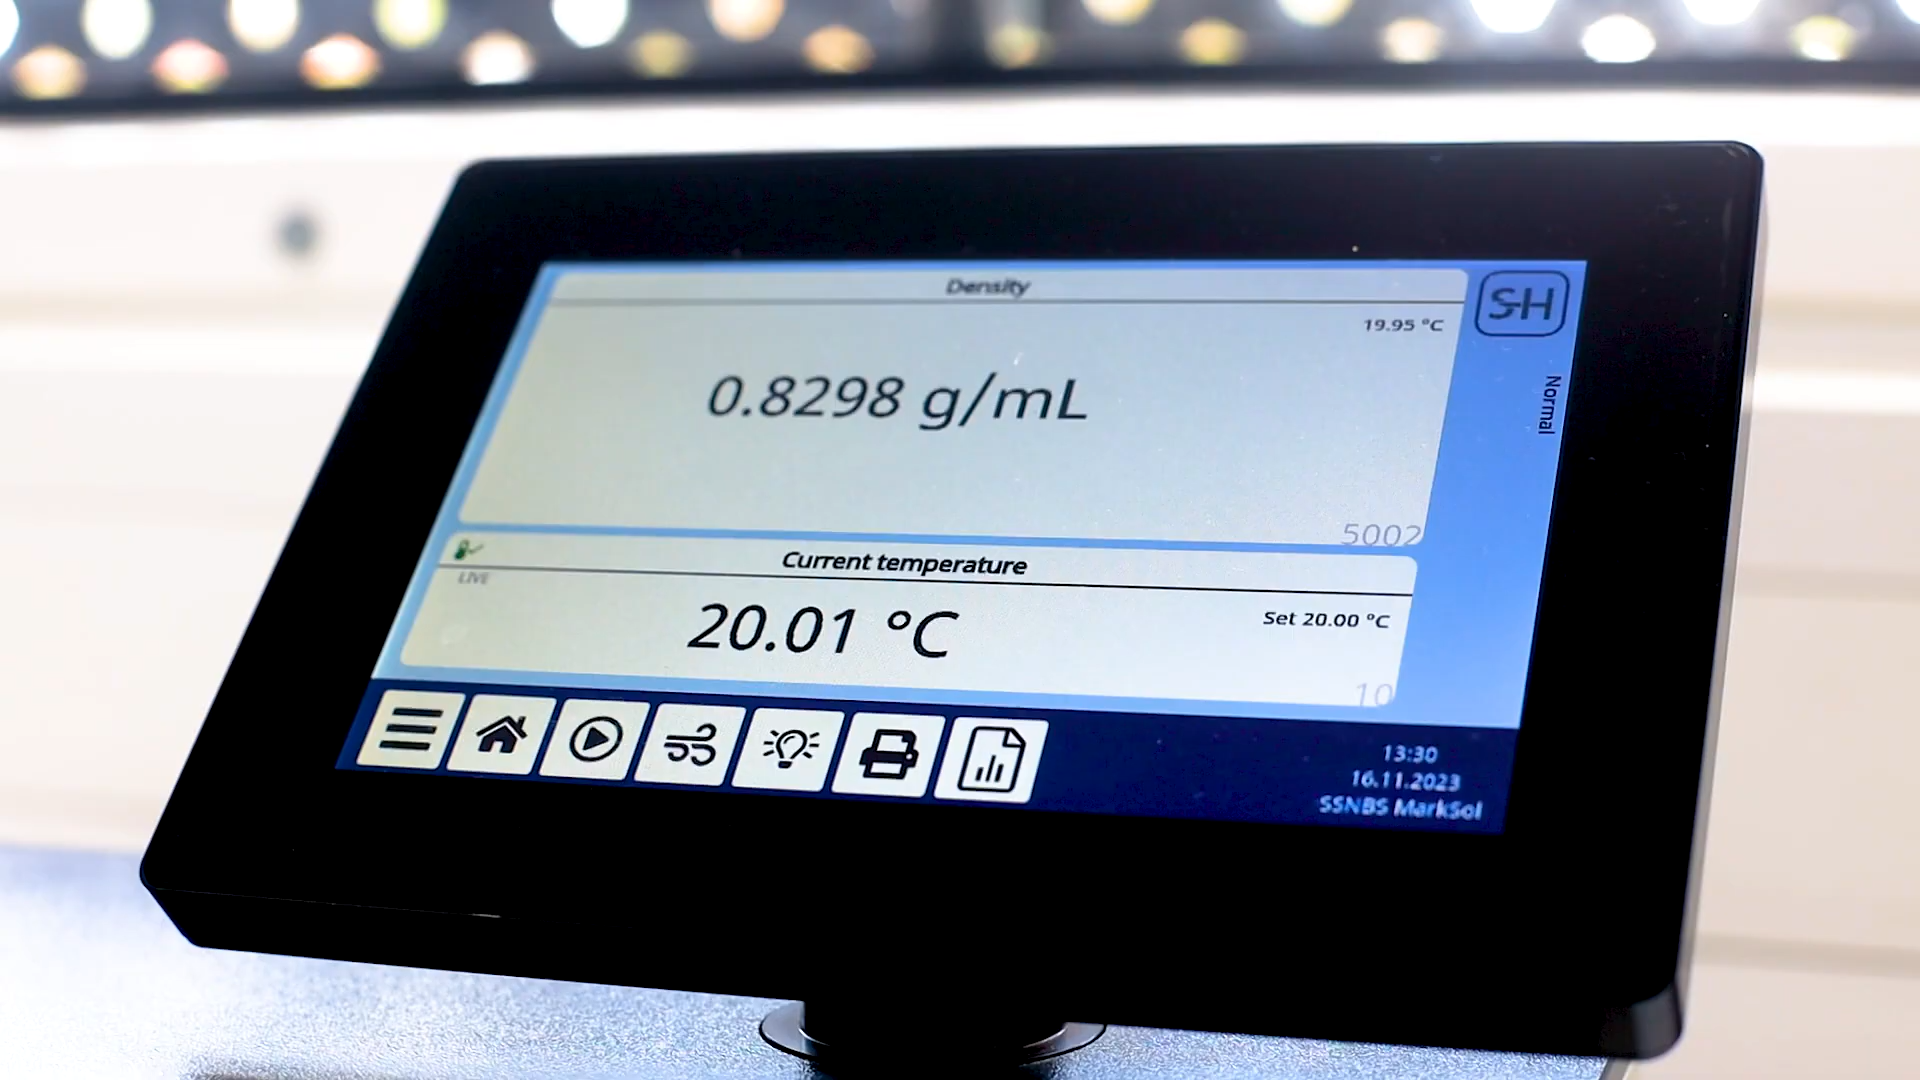 Density
19.95 °C
S-H
0.8298 g/mL
Normal
5002
Current temperature
LIVE
20.01 °C
Set 20.00 °C
10
13:30
16.11.2023
SSNBS MarkSol